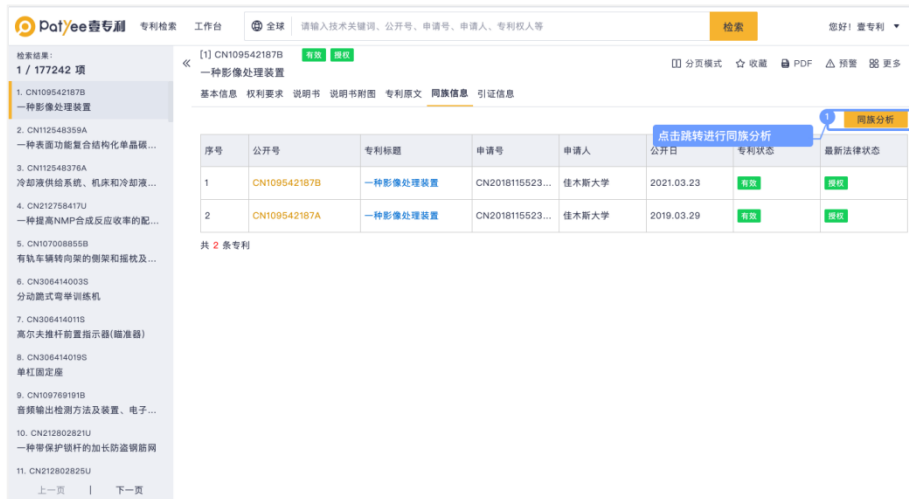 Patyee壹专利 专利检索 工作台 全球 请输入技术关键词、公开号、申请号、申请人、专利权人等 检索 您好！壹专利
检索结果：
1 / 177242 项
1. CN109542187B
一种影像处理装置
2. CN112548359A
一种表面功能复合结构化单晶碳...
3. CN112548376A
冷却液供给系统、机床和冷却液...
4. CN212758417U
一种提高NMP合成反应收率的配...
5. CN107008855B
有轨车辆转向架的侧架和摇枕及...
6. CN306414003S
分动跪式弯举训练机
7. CN306414011S
高尔夫推杆前置指示器(瞄准器)
8. CN306414019S
单杠固定座
9. CN109769191B
音频输出检测方法及装置、电子...
10. CN212802821U
一种带保护锁杆的加长防盗钢筋网
11. CN212802825U
上一页 | 下一页
[1] CN109542187B 有效 授权
一种影像处理装置
分页模式 收藏 PDF 预警 更多
基本信息 权利要求 说明书 说明书附图 专利原文 同族信息 引证信息
1 同族分析
点击跳转进行同族分析
序号 公开号 专利标题 申请号 申请人 公开日 专利状态 最新法律状态
1 CN109542187B 一种影像处理装置 CN2018115523... 佳木斯大学 2021.03.23 有效 授权
2 CN109542187A 一种影像处理装置 CN2018115523... 佳木斯大学 2019.03.29 有效 授权
共 2 条专利